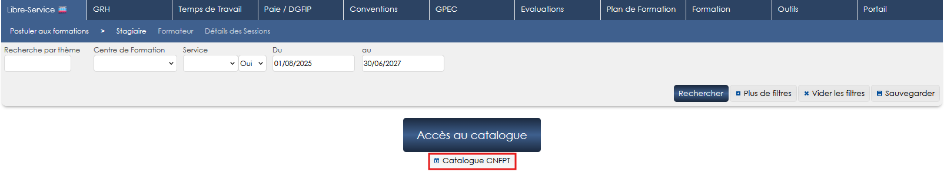 Libre-Service GRH Temps de Travail Paie / DGFIP Conventions GPEC Evaluations Plan de Formation Formation Outils Portail
Postuler aux formations > Stagiaire Formateur Détails des Sessions
Recherche par thème Centre de Formation Service Du au
Oui 01/08/2025 30/06/2027
Rechercher Plus de filtres Vider les filtres Sauvegarder
Accès au catalogue
Catalogue CNFPT